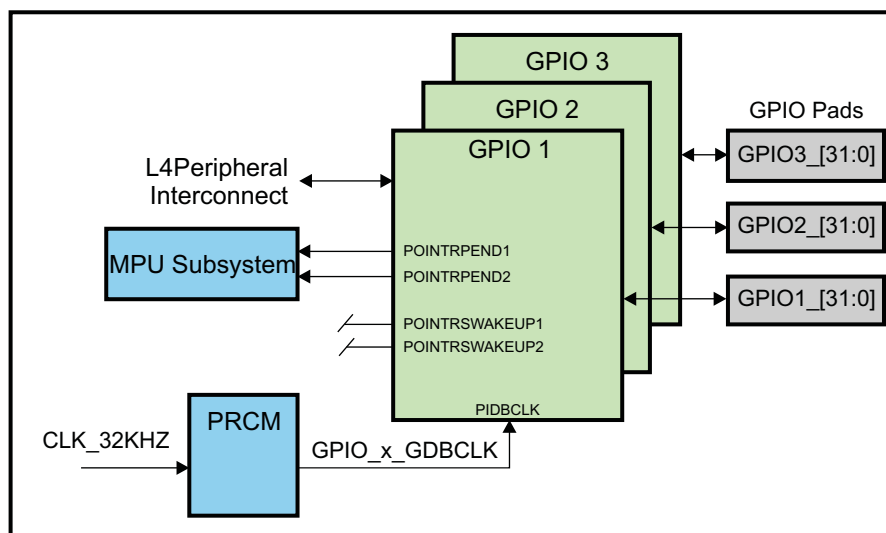 GPIO 3
GPIO 2
GPIO 1
GPIO Pads
GPIO3_[31:0]
GPIO2_[31:0]
GPIO1_[31:0]
L4Peripheral
Interconnect
MPU Subsystem
POINTRPEND1
POINTRPEND2
POINTRSWAKEUP1
POINTRSWAKEUP2
PIDBCLK
PRCM
CLK_32KHZ
GPIO_x_GDBCLK